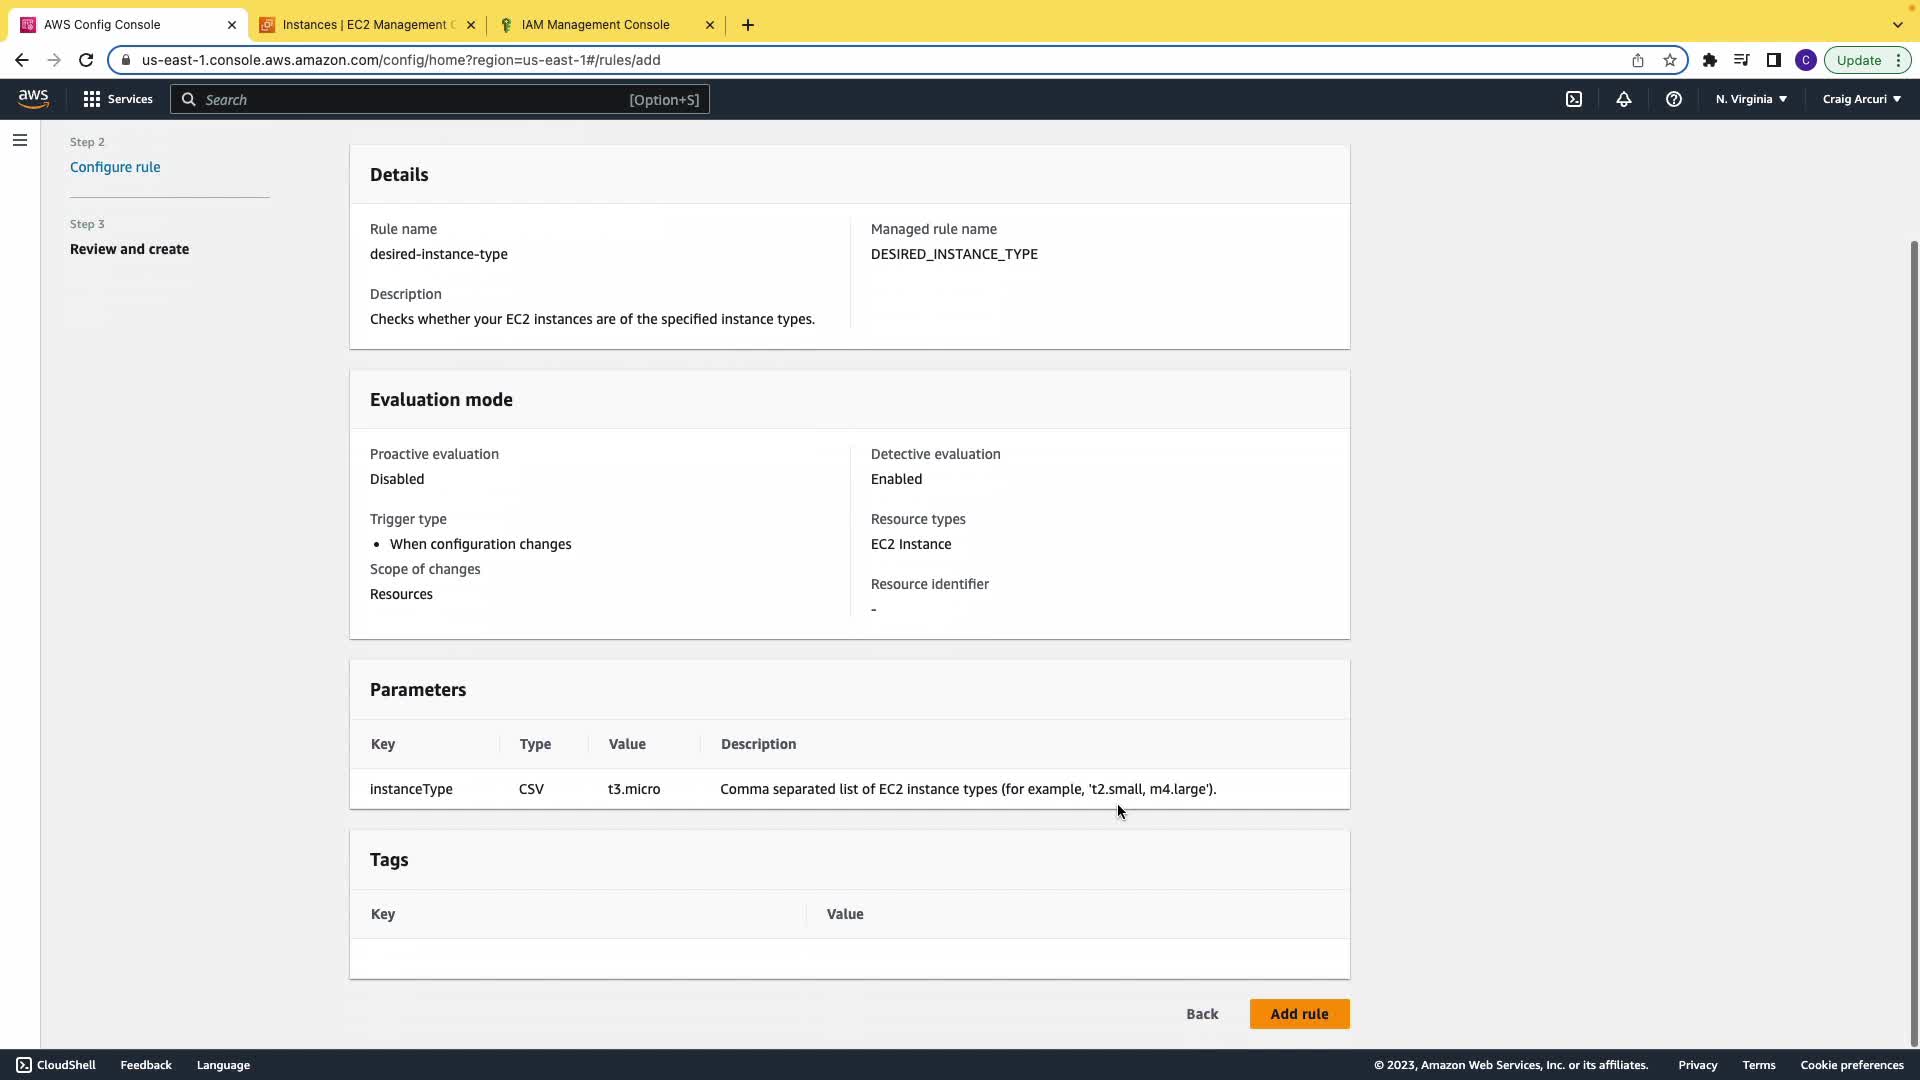 AWS Config Console
Instances | EC2 Management C
IAM Management Console
us-east-1.console.aws.amazon.com/config/home?region=us-east-1#/rules/add
C
Update
aws
Services
Search
[Option+S]
N. Virginia
Craig Arcuri
Step 2
Configure rule
Step 3
Review and create
Details
Rule name
desired-instance-type
Managed rule name
DESIRED_INSTANCE_TYPE
Description
Checks whether your EC2 instances are of the specified instance types.
Evaluation mode
Proactive evaluation
Disabled
Detective evaluation
Enabled
Trigger type
• When configuration changes
Resource types
EC2 Instance
Scope of changes
Resources
Resource identifier
-
Parameters
Key Type Value Description
instanceType CSV t3.micro Comma separated list of EC2 instance types (for example, 't2.small, m4.large').
Tags
Key Value
Back
Add rule
CloudShell
Feedback
Language
© 2023, Amazon Web Services, Inc. or its affiliates.
Privacy
Terms
Cookie preferences